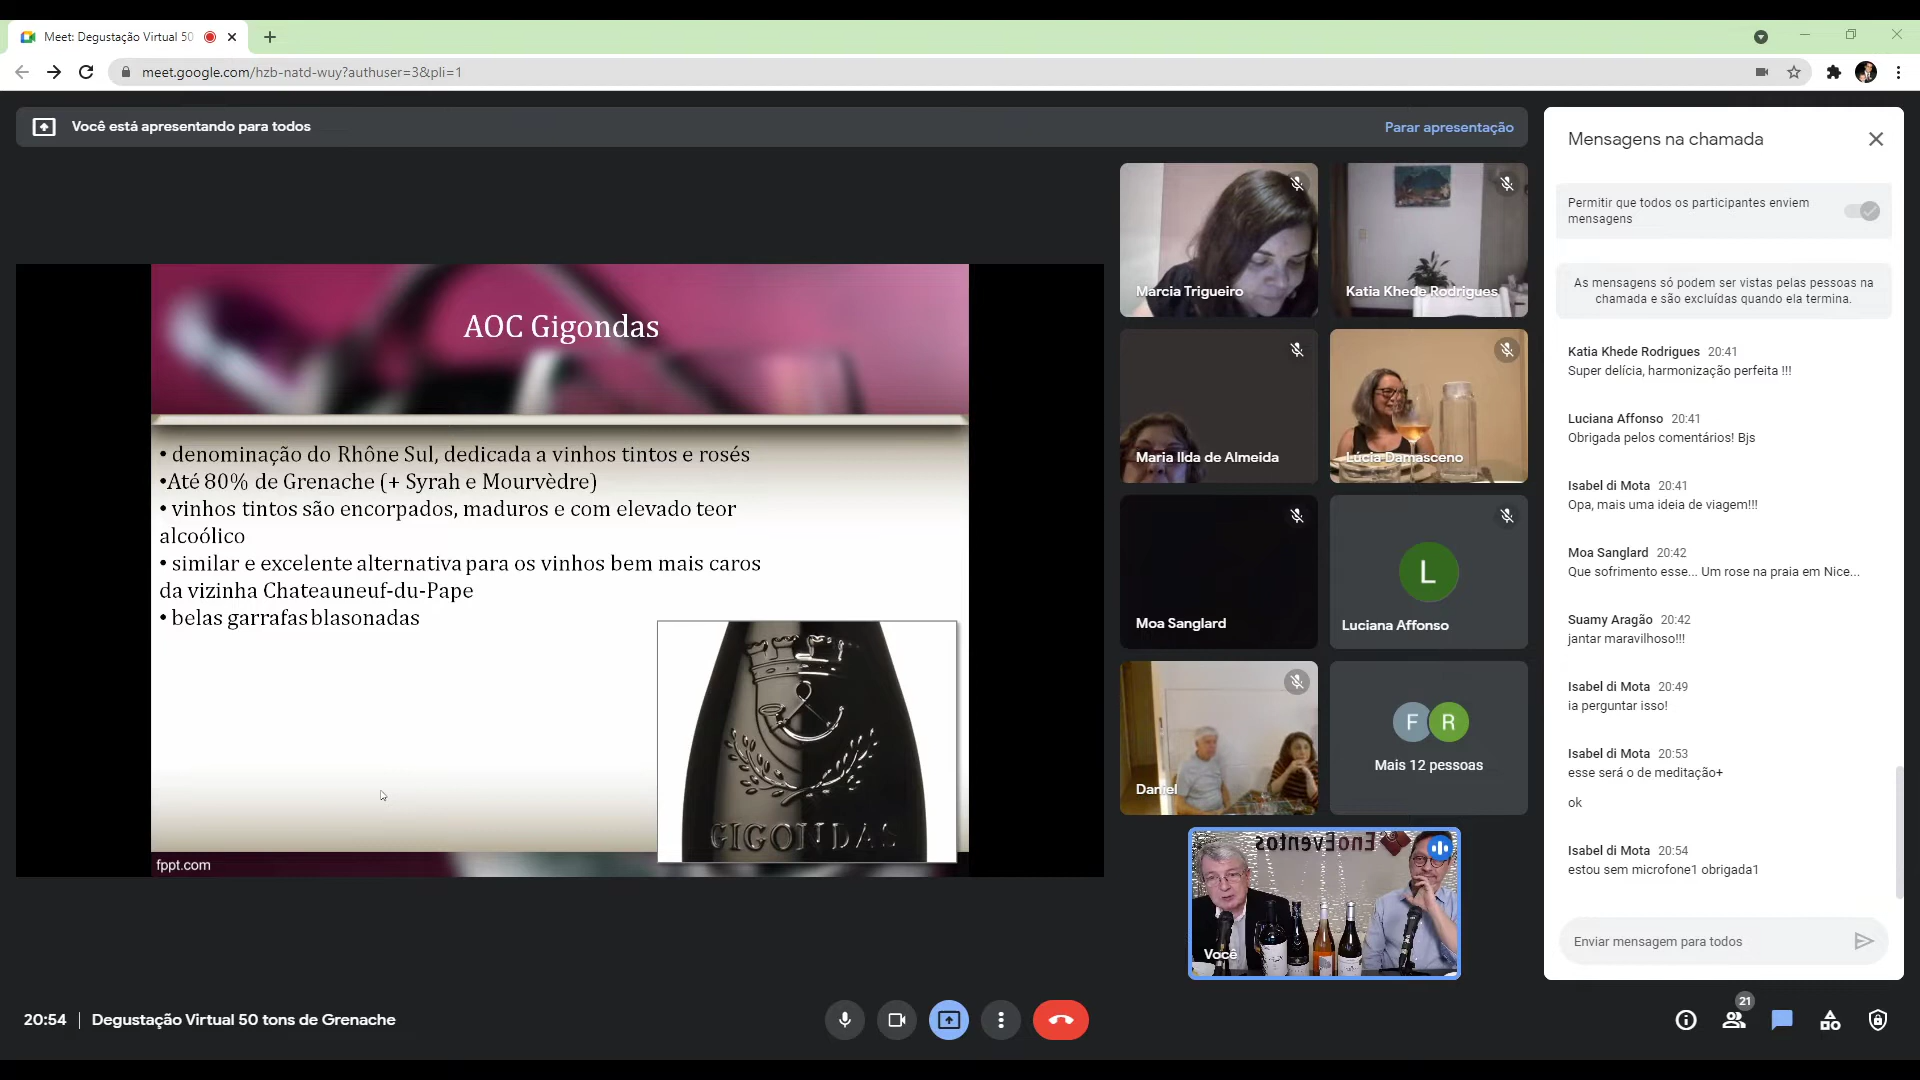 Meet: Degustação Virtual 50
meet.google.com/hzb-natd-wuy?authuser=3&pli=1
Você está apresentando para todos
Parar apresentação
AOC Gigondas
• denominação do Rhône Sul, dedicada a vinhos tintos e rosés
•Até 80% de Grenache (+ Syrah e Mourvèdre)
• vinhos tintos são encorpados, maduros e com elevado teor
alcoólico
• similar e excelente alternativa para os vinhos bem mais caros
da vizinha Chateauneuf-du-Pape
• belas garrafas blasonadas
GIGONDAS
fppt.com
Marcia Trigueiro
Katia Khede Rodrigues
Maria Ilda de Almeida
Lúcia Damasceno
Moa Sanglard
L
Luciana Affonso
Daniel
F R
Mais 12 pessoas
EnoEventos
Você
Mensagens na chamada
Permitir que todos os participantes enviem
mensagens
As mensagens só podem ser vistas pelas pessoas na
chamada e são excluídas quando ela termina.
Katia Khede Rodrigues 20:41
Super delícia, harmonização perfeita !!!
Luciana Affonso 20:41
Obrigada pelos comentários! Bjs
Isabel di Mota 20:41
Opa, mais uma ideia de viagem!!!
Moa Sanglard 20:42
Que sofrimento esse... Um rose na praia em Nice...
Suamy Aragão 20:42
jantar maravilhoso!!!
Isabel di Mota 20:49
ia perguntar isso!
Isabel di Mota 20:53
esse será o de meditação+
ok
Isabel di Mota 20:54
estou sem microfone1 obrigada1
Enviar mensagem para todos
20:54 | Degustação Virtual 50 tons de Grenache
21